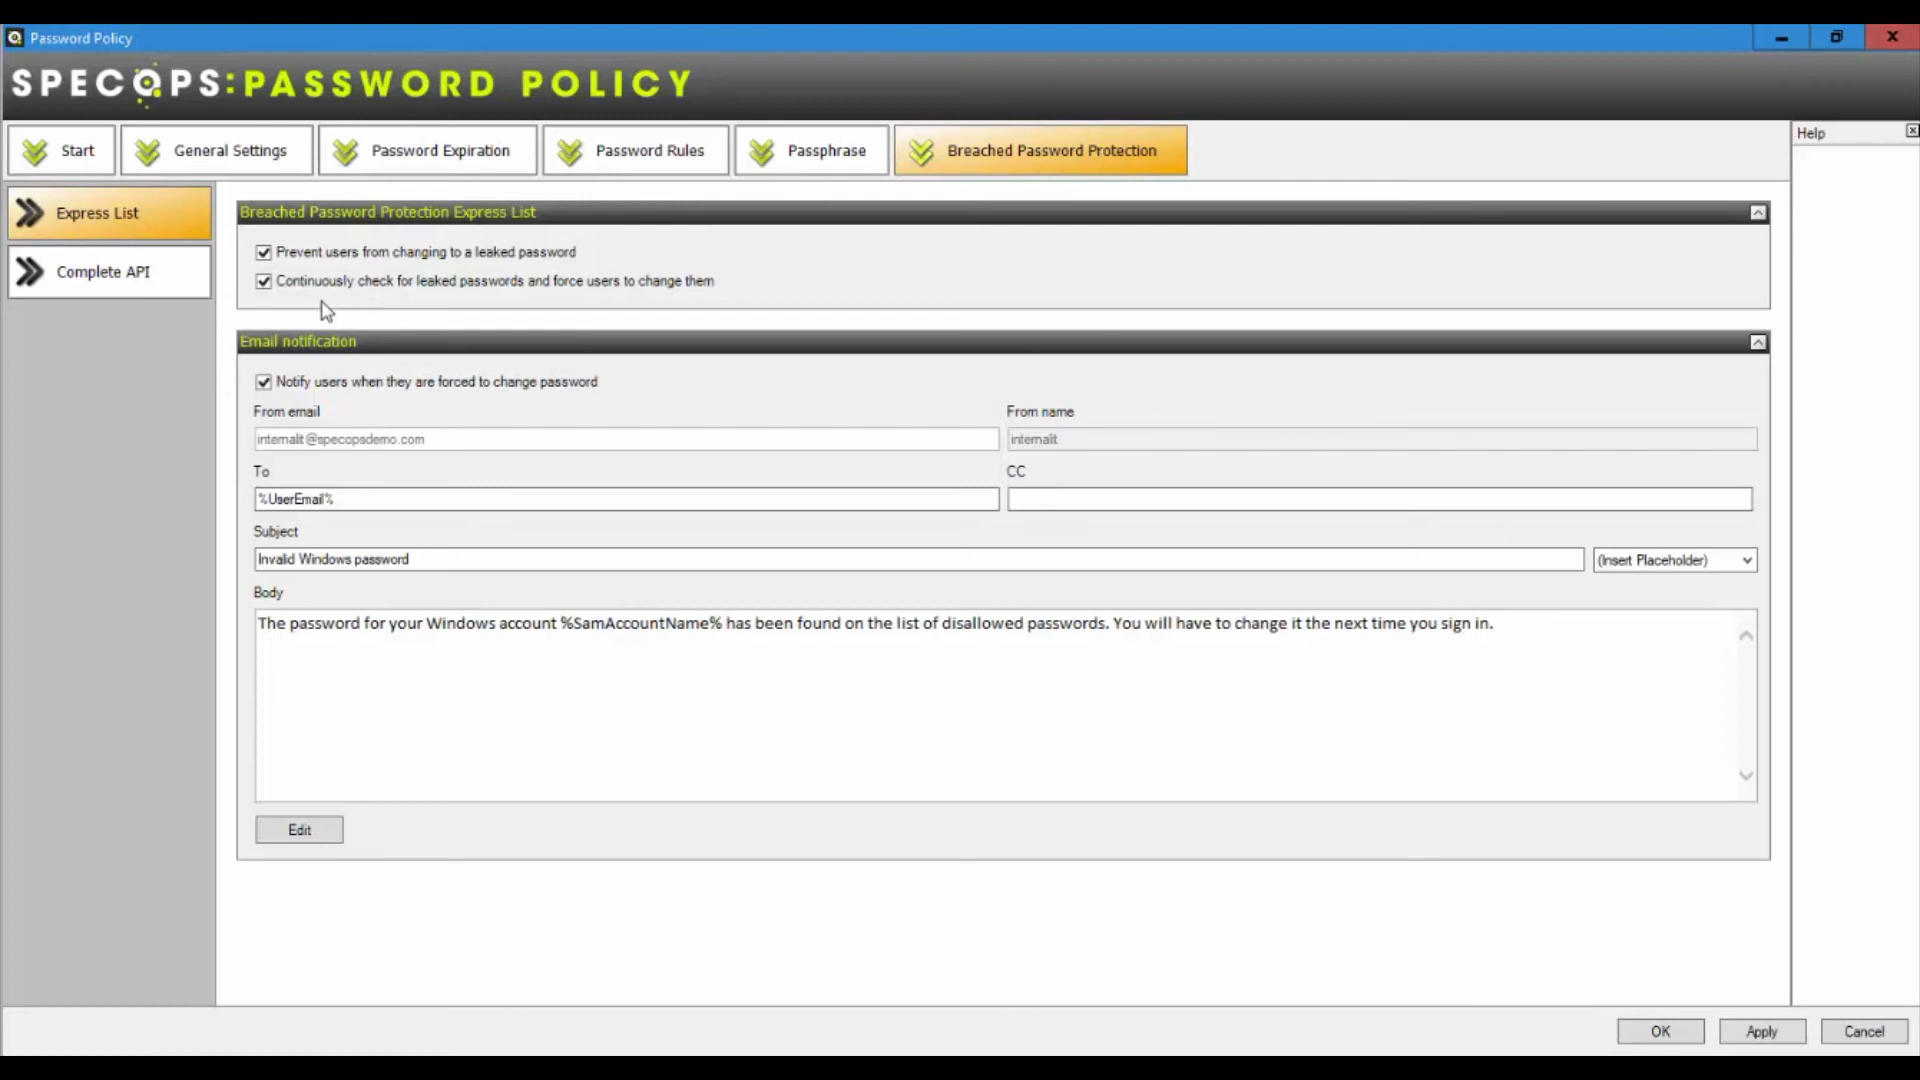 Password Policy
SPECOPS:PASSWORD POLICY
Start
General Settings
Password Expiration
Password Rules
Passphrase
Breached Password Protection
Help
Express List
Complete API
Breached Password Protection Express List
Prevent users from changing to a leaked password
Continuously check for leaked passwords and force users to change them
Email notification
Notify users when they are forced to change password
From email
From name
internalit@specopsdemo.com
internalit
To
CC
%UserEmail%
Subject
Invalid Windows password
(Insert Placeholder)
Body
The password for your Windows account %SamAccountName% has been found on the list of disallowed passwords. You will have to change it the next time you sign in.
Edit
OK
Apply
Cancel